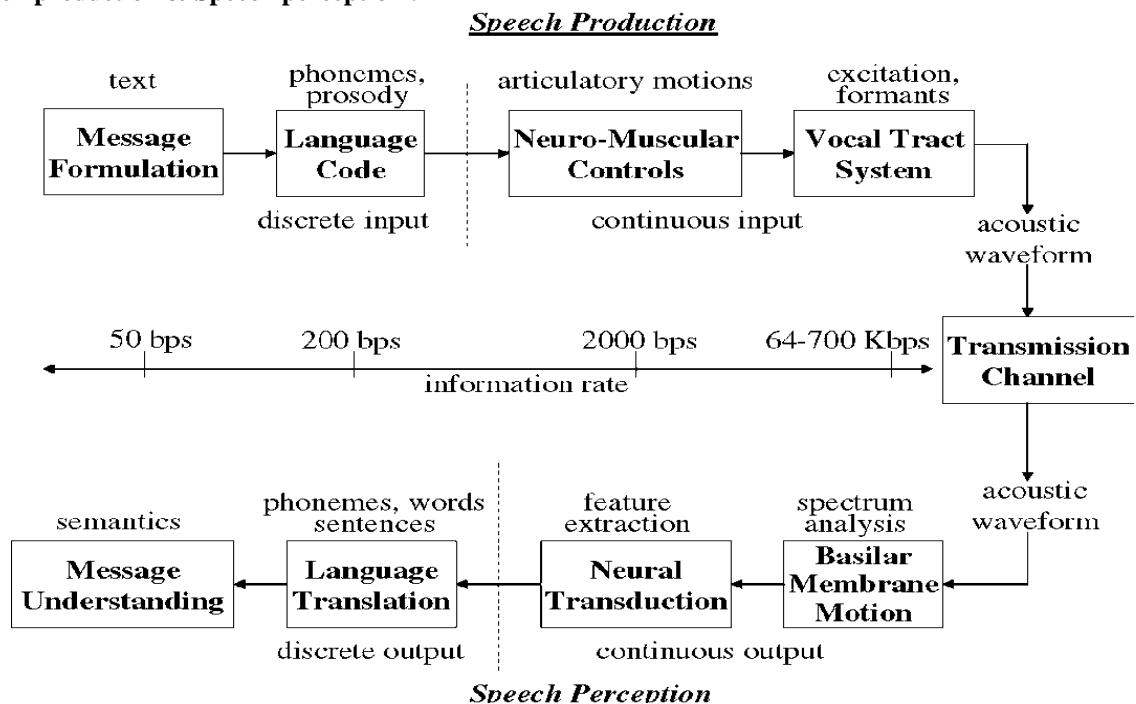 Speech Production
text
phonemes,
prosody
articulatory motions
excitation,
formants
Message
Formulation
Language
Code
Neuro-Muscular
Controls
Vocal Tract
System
discrete input
continuous input
acoustic
waveform
50 bps
200 bps
2000 bps
64-700 Kbps
information rate
Transmission
Channel
acoustic
waveform
semantics
phonemes, words
sentences
feature
extraction
spectrum
analysis
Message
Understanding
Language
Translation
Neural
Transduction
Basilar
Membrane
Motion
discrete output
continuous output
Speech Perception